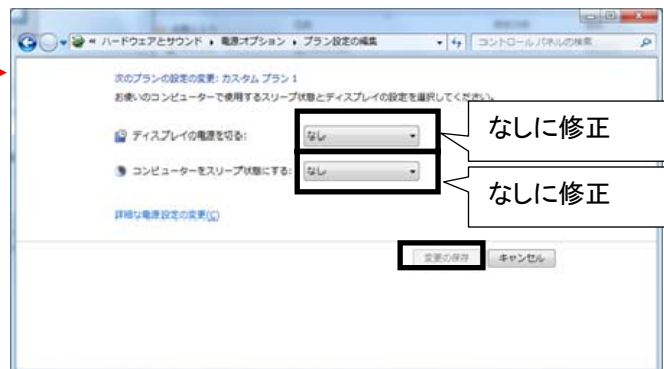 « ハードウェアとサウンド ▸ 電源オプション ▸ プラン設定の編集
コントロール パネルの検索
次のプランの設定の変更: カスタム プラン 1
お使いのコンピューターで使用するスリープ状態とディスプレイの設定を選択してください。
ディスプレイの電源を切る: なし
なしに修正
コンピューターをスリープ状態にする: なし
なしに修正
詳細な電源設定の変更(C)
変更の保存 キャンセル